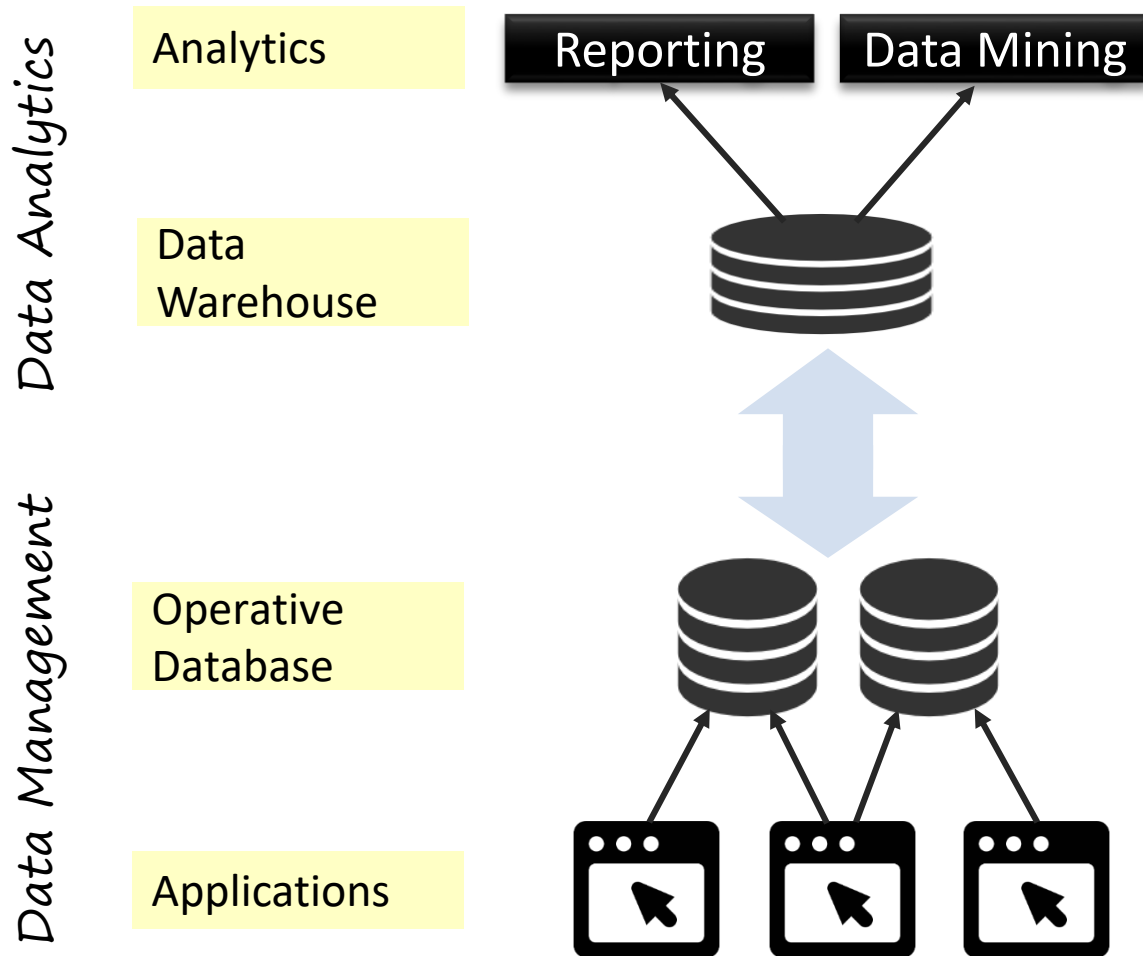 Data Analytics
Analytics
Reporting
Data Mining
Data
Warehouse
Data Management
Operative
Database
Applications